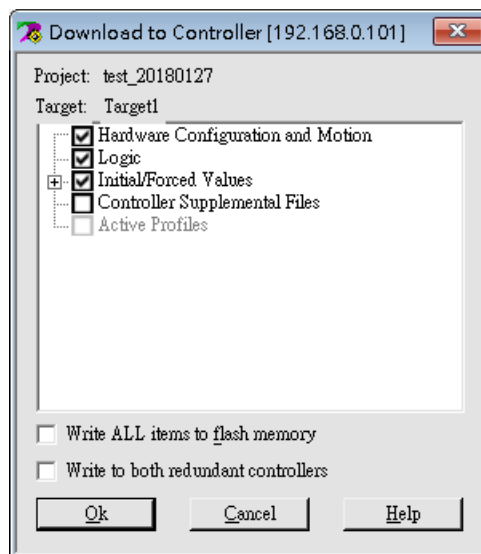 Download to Controller [192.168.0.101]
Project: test_20180127
Target: Target1
Hardware Configuration and Motion
Logic
Initial/Forced Values
Controller Supplemental Files
Active Profiles
Write ALL items to flash memory
Write to both redundant controllers
Ok Cancel Help